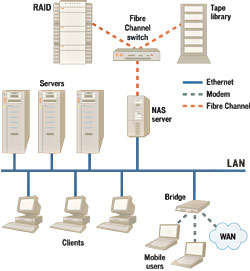 RAID
Fibre
Channel
switch
Tape
library
Servers
Ethernet
Modem
Fibre Channel
NAS
server
LAN
Bridge
WAN
Clients
Mobile
users